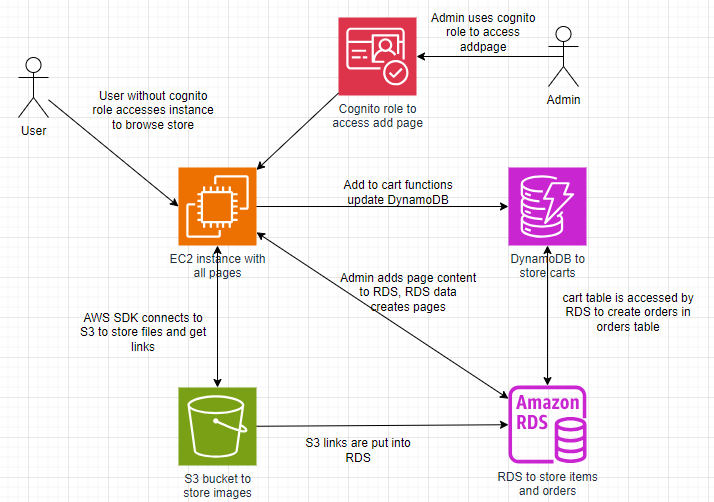 Admin uses cognito
role to access
addpage
User
User without cognito
role accesses instance
to browse store
Cognito role to
access add page
Admin
Add to cart functions
update DynamoDB
EC2 instance with
all pages
DynamoDB to
store carts
Admin adds page content
to RDS, RDS data
creates pages
cart table is accessed by
RDS to create orders in
orders table
AWS SDK connects to
S3 to store files and get
links
Amazon
RDS
S3 links are put into
RDS
S3 bucket to
store images
RDS to store items
and orders